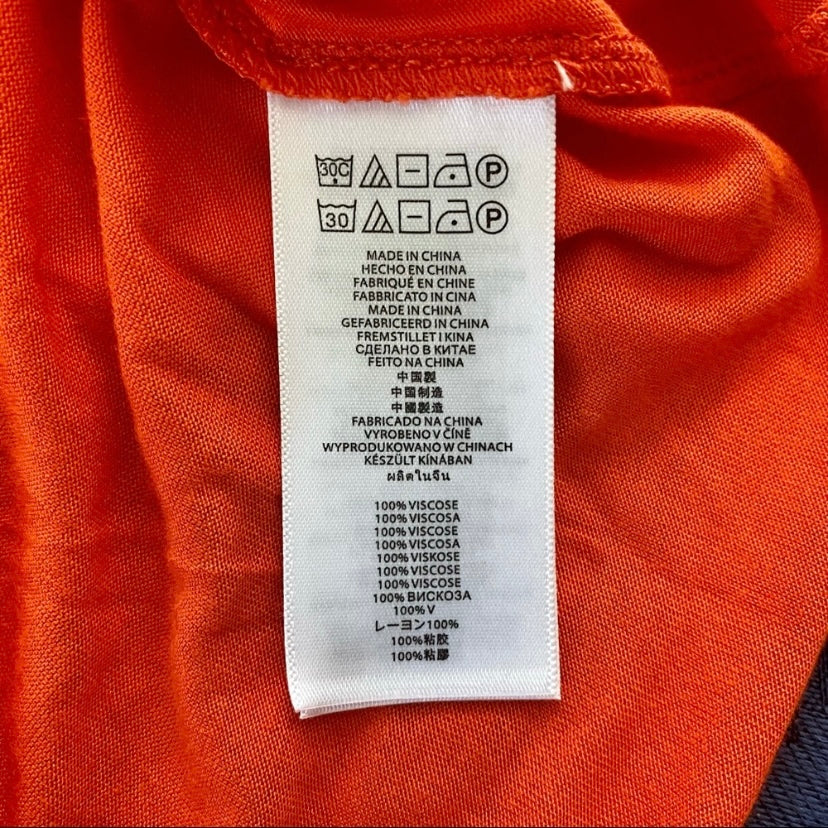 30C P
30 P
MADE IN CHINA
HECHO EN CHINA
FABRIQUÉ EN CHINE
FABBRICATO IN CINA
MADE IN CHINA
GEFABRICEERD IN CHINA
FREMSTILLET I KINA
СДЕЛАНО В КИТАЕ
FEITO NA CHINA
中国製
中国制造
中國製造
FABRICADO NA CHINA
VYROBENO V ČÍNĚ
WYPRODUKOWANO W CHINACH
KÉSZÜLT KÍNÁBAN
ผลิตในจีน
100% VISCOSE
100% VISCOSA
100% VISCOSE
100% VISCOSA
100% VISKOSE
100% VISCOSE
100% VISCOSE
100% ВИСКОЗА
100% V
レーヨン100%
100%粘胶
100%粘膠